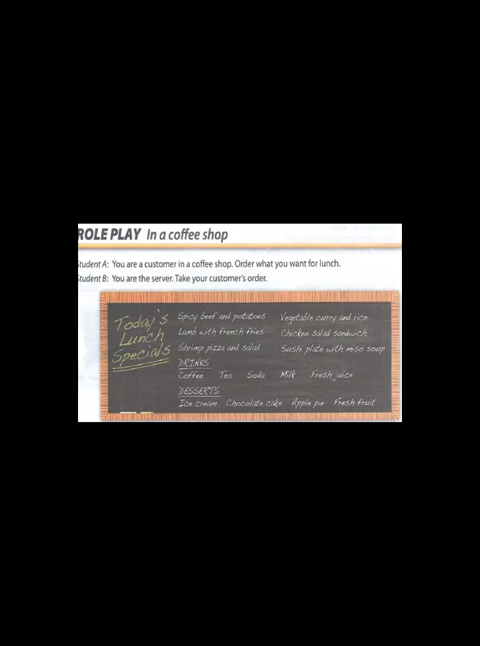 ROLE PLAY In a coffee shop
Student A: You are a customer in a coffee shop. Order what you want for lunch.
Student B: You are the server. Take your customer's order.
Today's
Lunch
Specials
Spicy beef and potatoes Vegetable curry and rice
Lamb with french fries Chicken salad sandwich
Shrimp pizza and salad Sushi plate with miso soup
DRINKS
Coffee Tea Soda Milk Fresh juice
DESSERTS
Ice cream Chocolate cake Apple pie Fresh fruit